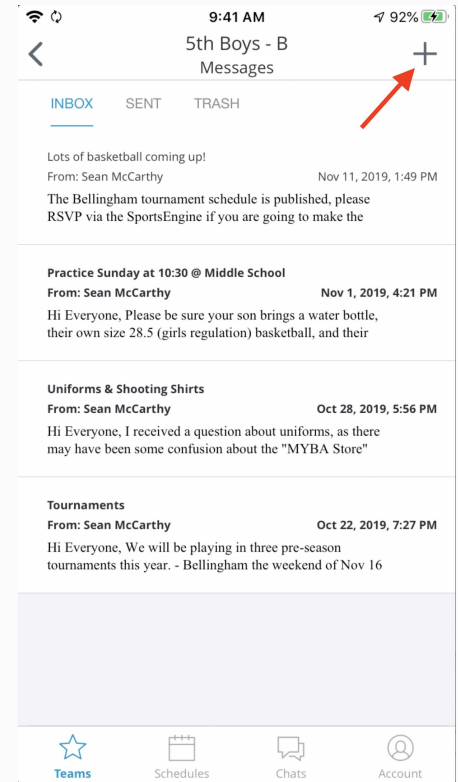 9:41 AM
92%
5th Boys - B
Messages
INBOX SENT TRASH
Lots of basketball coming up!
From: Sean McCarthy Nov 11, 2019, 1:49 PM
The Bellingham tournament schedule is published, please
RSVP via the SportsEngine if you are going to make the
Practice Sunday at 10:30 @ Middle School
From: Sean McCarthy Nov 1, 2019, 4:21 PM
Hi Everyone, Please be sure your son brings a water bottle,
their own size 28.5 (girls regulation) basketball, and their
Uniforms & Shooting Shirts
From: Sean McCarthy Oct 28, 2019, 5:56 PM
Hi Everyone, I received a question about uniforms, as there
may have been some confusion about the "MYBA Store"
Tournaments
From: Sean McCarthy Oct 22, 2019, 7:27 PM
Hi Everyone, We will be playing in three pre-season
tournaments this year. - Bellingham the weekend of Nov 16
Teams Schedules Chats Account